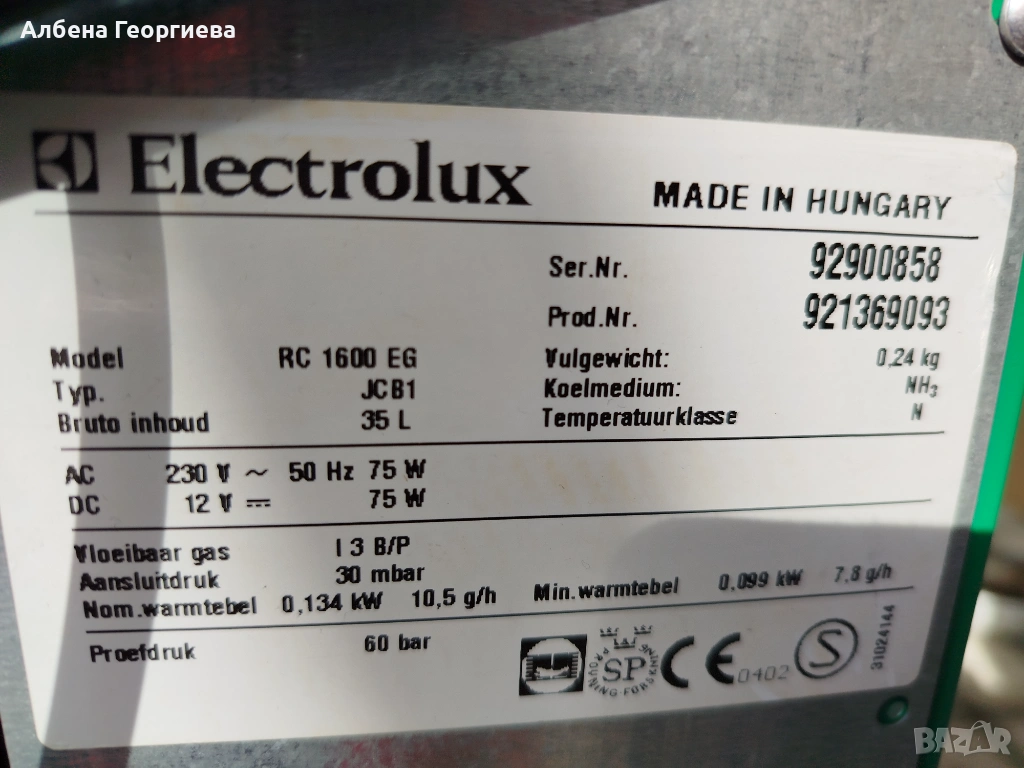 Албена Георгиева
Electrolux
MADE IN HUNGARY
Ser.Nr. 92900858
Prod.Nr. 921369093
Model RC 1600 EG
Typ. JCB1
Bruto inhoud 35 L
Vulgewicht: 0,24 kg
Koelmedium: NH₃
Temperatuurklasse N
AC 230 V ~ 50 Hz 75 W
DC 12 V ⎓ 75 W
Vloeibaar gas I 3 B/P
Aansluitdruk 30 mbar
Nom.warmtebel 0,134 kW 10,5 g/h Min.warmtebel 0,099 kW 7,8 g/h
Proefdruk 60 bar
SP
CE 0402
S
31024144
BAZAR